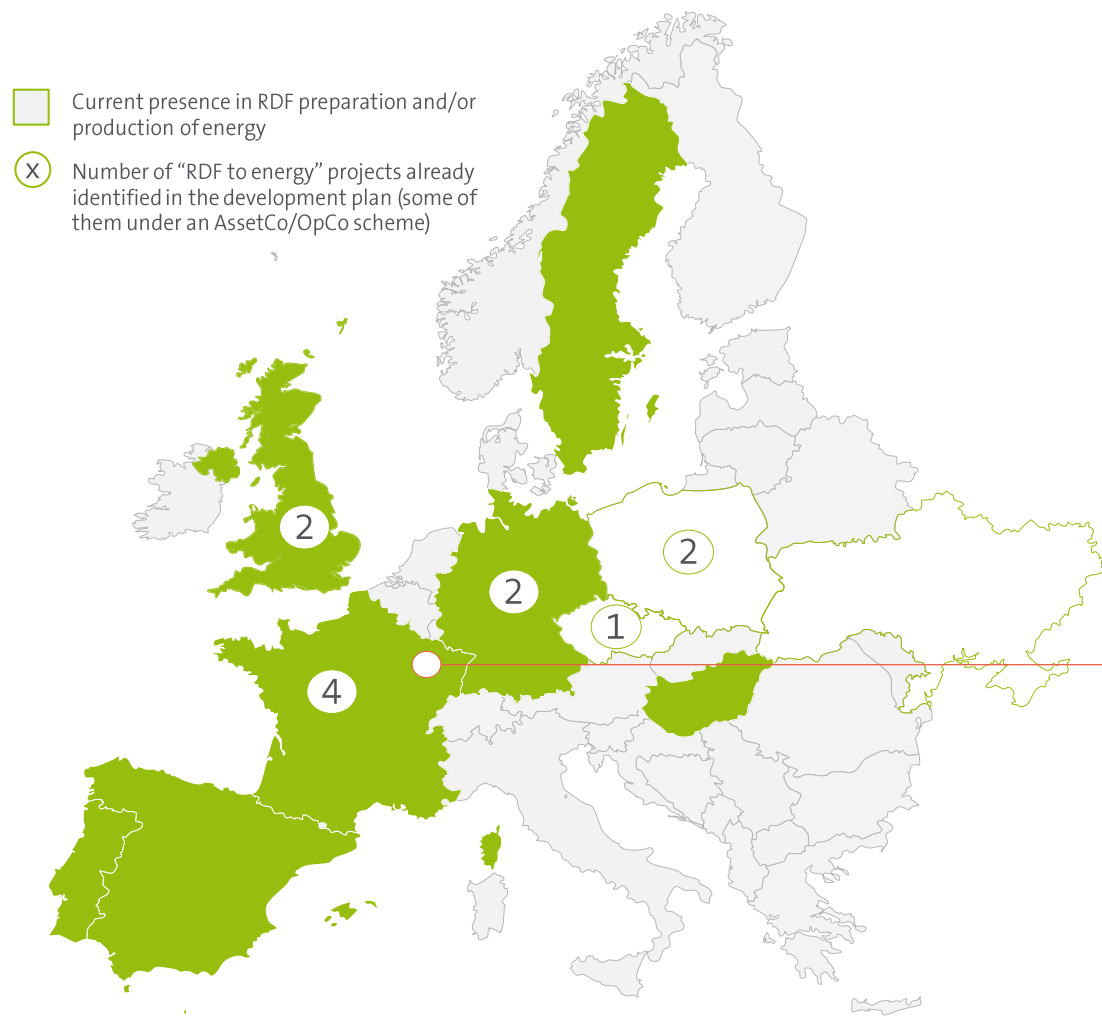 Current presence in RDF preparation and/or
production of energy
X
Number of “RDF to energy” projects already
identified in the development plan (some of
them under an AssetCo/OpCo scheme)
2
2
2
1
4